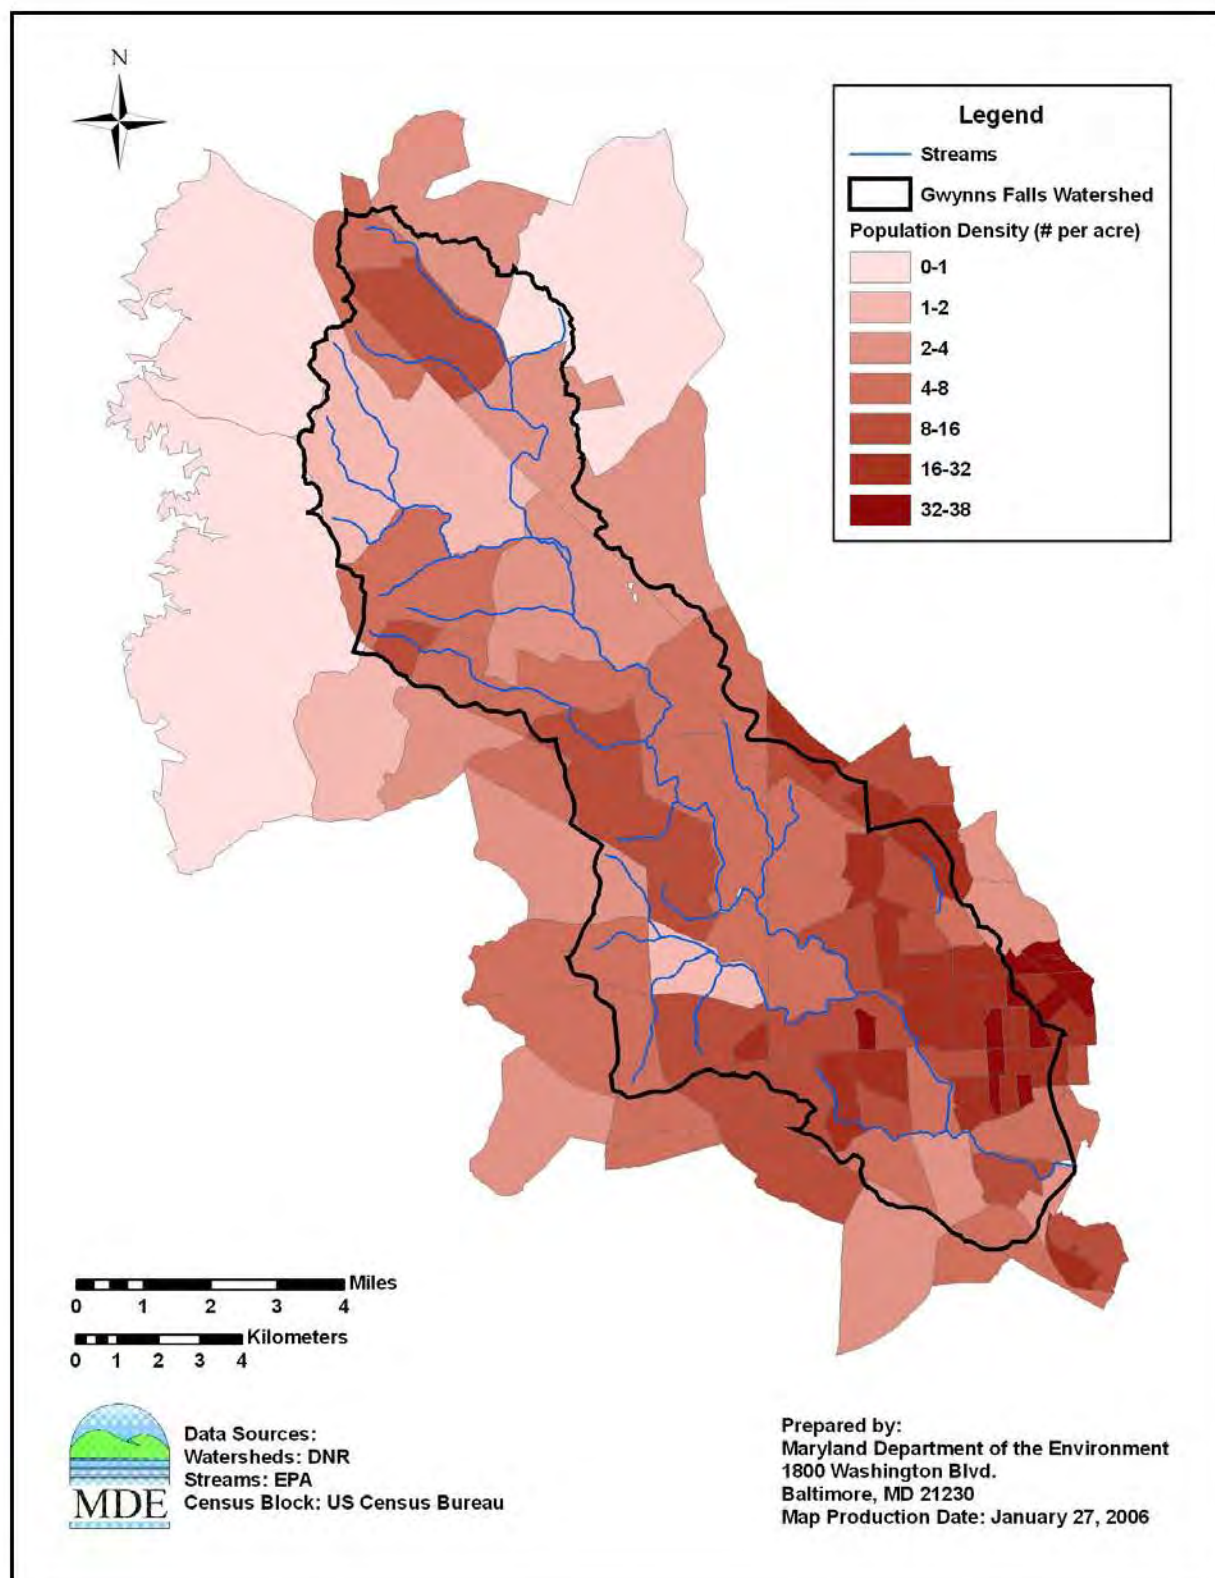 N
Legend
Streams
Gwynns Falls Watershed
Population Density (# per acre)
0-1
1-2
2-4
4-8
8-16
16-32
32-38
Miles
0 1 2 3 4
Kilometers
0 1 2 3 4
MDE
Data Sources:
Watersheds: DNR
Streams: EPA
Census Block: US Census Bureau
Prepared by:
Maryland Department of the Environment
1800 Washington Blvd.
Baltimore, MD 21230
Map Production Date: January 27, 2006